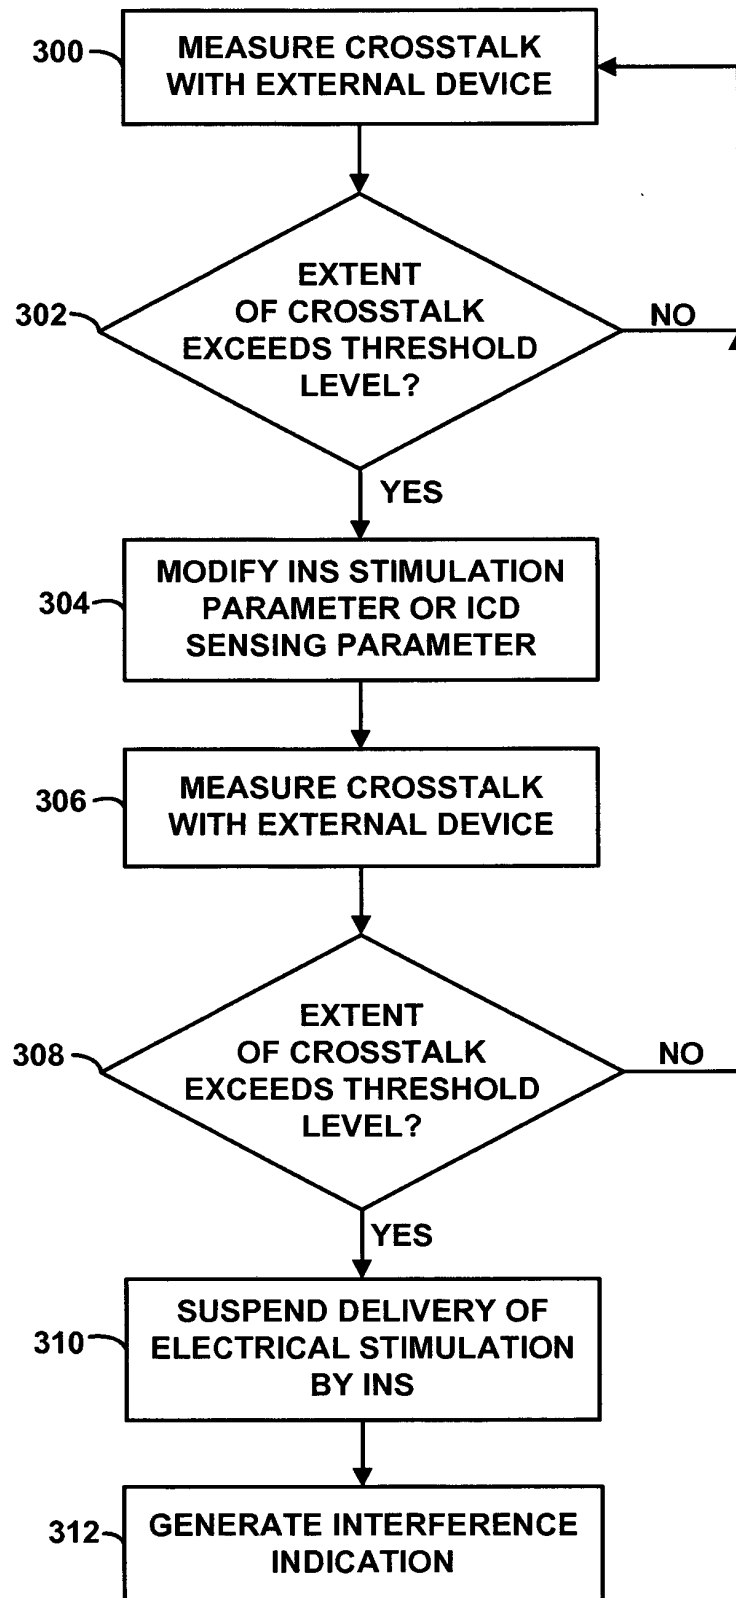 300
MEASURE CROSSTALK
WITH EXTERNAL DEVICE
302
EXTENT
OF CROSSTALK
EXCEEDS THRESHOLD
LEVEL?
NO
YES
304
MODIFY INS STIMULATION
PARAMETER OR ICD
SENSING PARAMETER
306
MEASURE CROSSTALK
WITH EXTERNAL DEVICE
308
EXTENT
OF CROSSTALK
EXCEEDS THRESHOLD
LEVEL?
NO
YES
310
SUSPEND DELIVERY OF
ELECTRICAL STIMULATION
BY INS
312
GENERATE INTERFERENCE
INDICATION